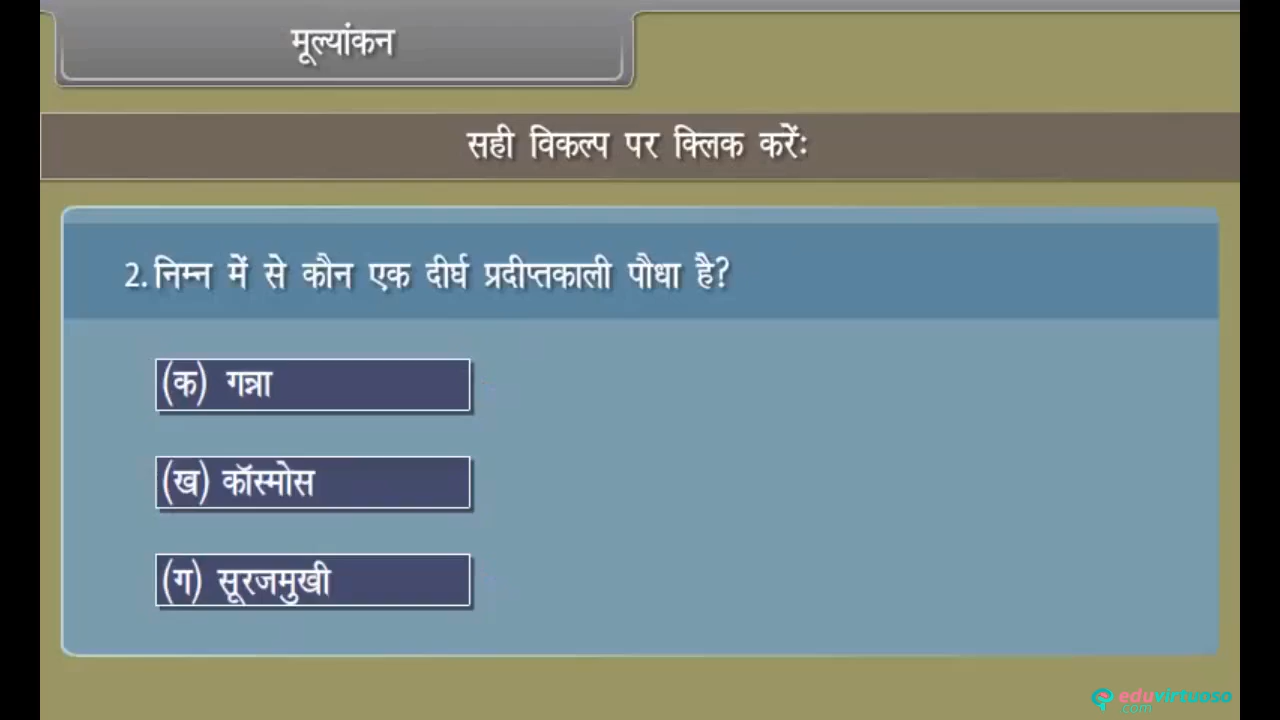 मूल्यांकन
सही विकल्प पर क्लिक करें:
2. निम्न में से कौन एक दीर्घ प्रदीप्तकाली पौधा है?
(क) गन्ना
(ख) कॉस्मोस
(ग) सूरजमुखी
eduvirtuoso
com